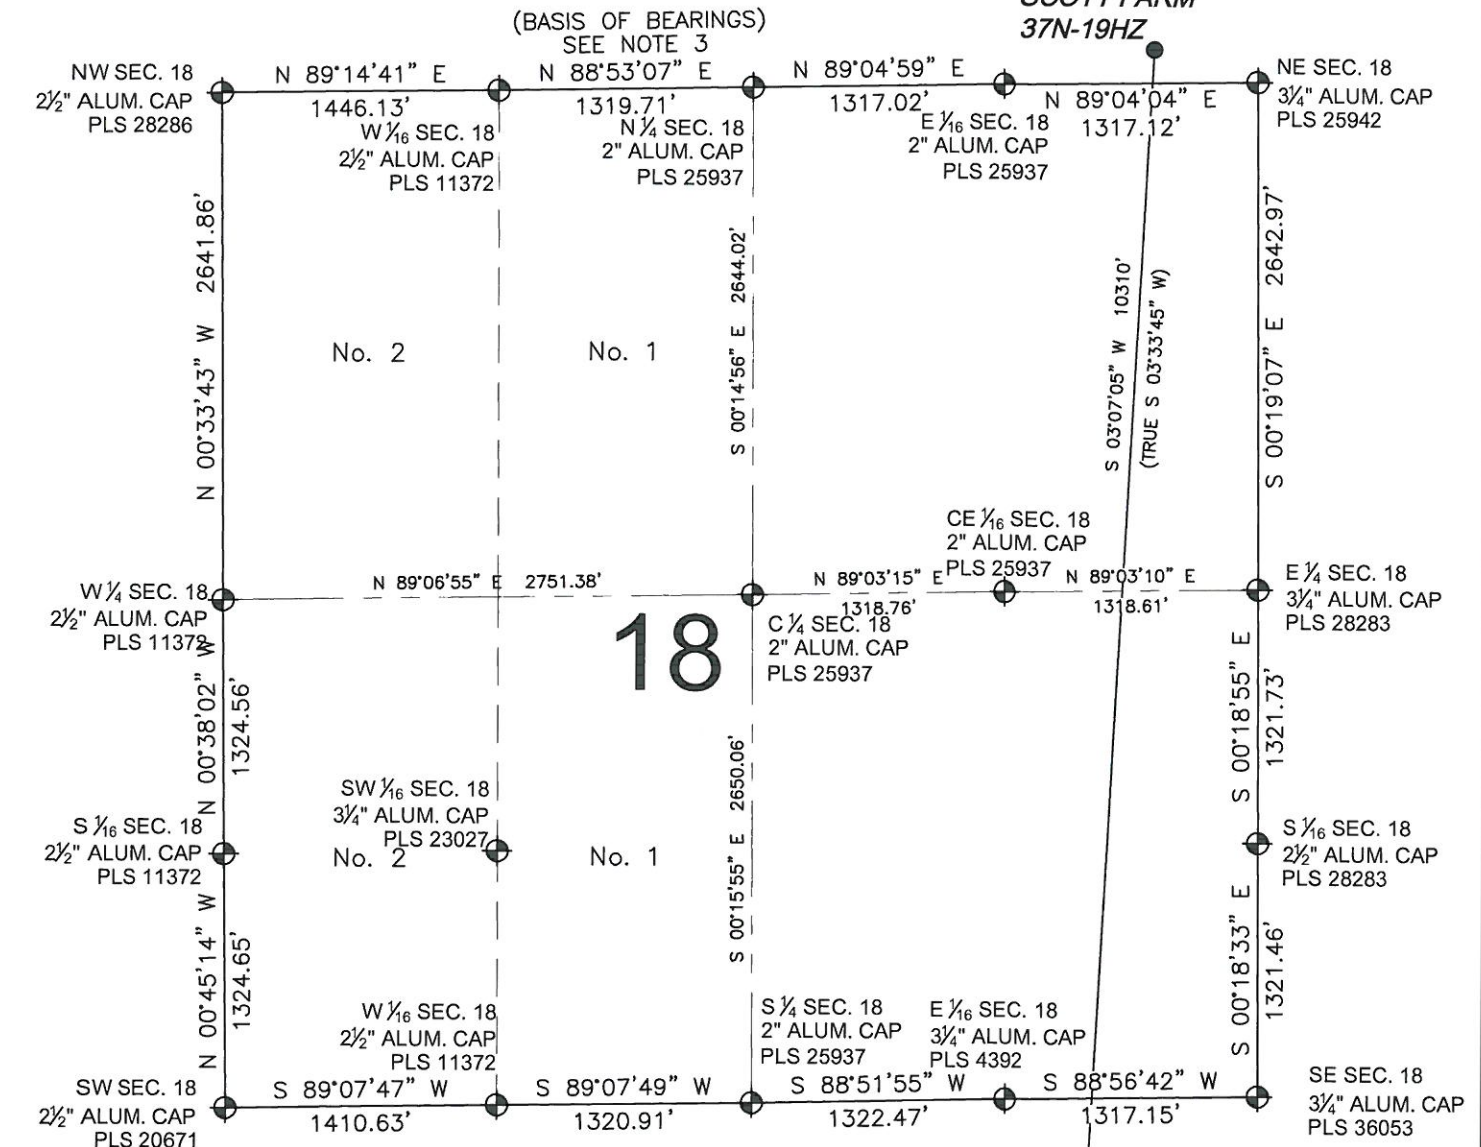 SCOTT FARM
37N-19HZ
(BASIS OF BEARINGS)
SEE NOTE 3
NW SEC. 18
2½" ALUM. CAP
PLS 28286
N 89°14'41" E
1446.13'
W 1/16 SEC. 18
2½" ALUM. CAP
PLS 11372
N 88°53'07" E
1319.71'
N ¼ SEC. 18
2" ALUM. CAP
PLS 25937
N 89°04'59" E
1317.02'
E 1/16 SEC. 18
2" ALUM. CAP
PLS 25937
N 89°04'04" E
1317.12'
NE SEC. 18
3¼" ALUM. CAP
PLS 25942
N 00°33'43" W 2641.86'
No. 2
No. 1
S 00°14'56" E 2644.02'
S 03°07'05" W 10310'
(TRUE S 03°33'45" W)
S 00°19'07" E 2642.97'
CE 1/16 SEC. 18
2" ALUM. CAP
PLS 25937
W ¼ SEC. 18
2½" ALUM. CAP
PLS 11372
N 89°06'55" E 2751.38'
N 89°03'15" E
1318.76'
N 89°03'10" E
1318.61'
E ¼ SEC. 18
3¼" ALUM. CAP
PLS 28283
18
C ¼ SEC. 18
2" ALUM. CAP
PLS 25937
N 00°38'02" W
1324.56'
S 00°18'55" E
1321.73'
SW 1/16 SEC. 18
3¼" ALUM. CAP
PLS 23027
S 1/16 SEC. 18
2½" ALUM. CAP
PLS 11372
No. 2
No. 1
S 00°15'55" E 2650.06'
S 1/16 SEC. 18
2½" ALUM. CAP
PLS 28283
N 00°45'14" W
1324.65'
S 00°18'33" E
1321.46'
W 1/16 SEC. 18
2½" ALUM. CAP
PLS 11372
S ¼ SEC. 18
2" ALUM. CAP
PLS 25937
E 1/16 SEC. 18
3¼" ALUM. CAP
PLS 4392
SW SEC. 18
2½" ALUM. CAP
PLS 20671
S 89°07'47" W
1410.63'
S 89°07'49" W
1320.91'
S 88°51'55" W
1322.47'
S 88°56'42" W
1317.15'
SE SEC. 18
3¼" ALUM. CAP
PLS 36053